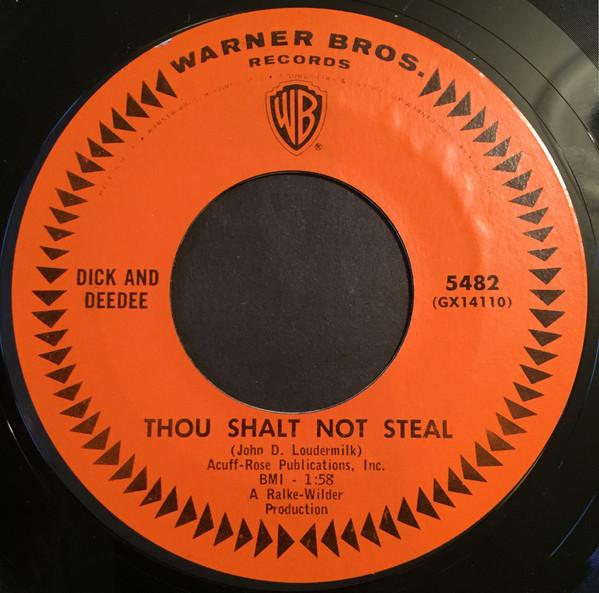 WARNER BROS.
RECORDS
WB
®
DICK AND
DEEDEE
5482
(GX14110)
THOU SHALT NOT STEAL
(John D. Loudermilk)
Acuff-Rose Publications, Inc.
BMI - 1:58
A Ralke-Wilder
Production